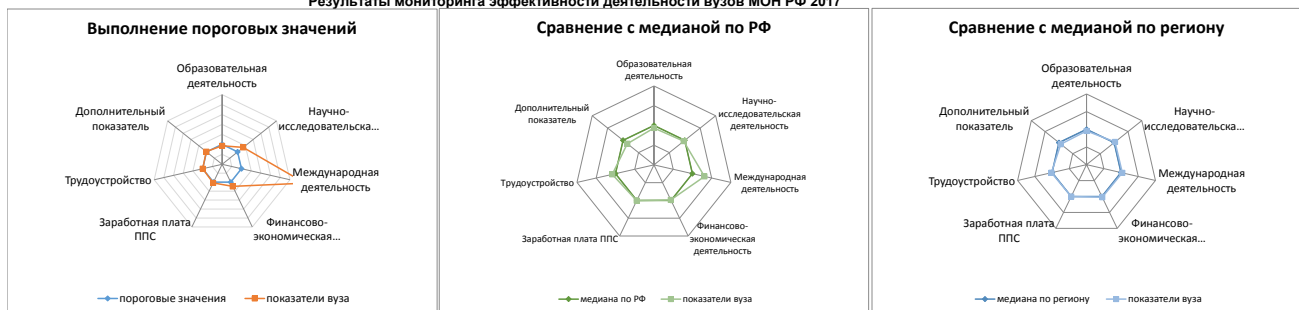 Результаты мониторинга эффективности деятельности вузов МОН РФ 2017
Выполнение пороговых значений
Образовательная
деятельность
Научно-
исследовательска...
Международная
деятельность
Финансово-
экономическая...
Заработная плата
ППС
Трудоустройство
Дополнительный
показатель
пороговые значения
показатели вуза
Сравнение с медианой по РФ
Образовательная
деятельность
Научно-
исследовательская
деятельность
Международная
деятельность
Финансово-
экономическая
деятельность
Заработная плата ППС
Трудоустройство
Дополнительный
показатель
медиана по РФ
показатели вуза
Сравнение с медианой по региону
Образовательная
деятельность
Научно-
исследовательска...
Международная
деятельность
Финансово-
экономическая...
Заработная плата
ППС
Трудоустройство
Дополнительный
показатель
медиана по региону
показатели вуза